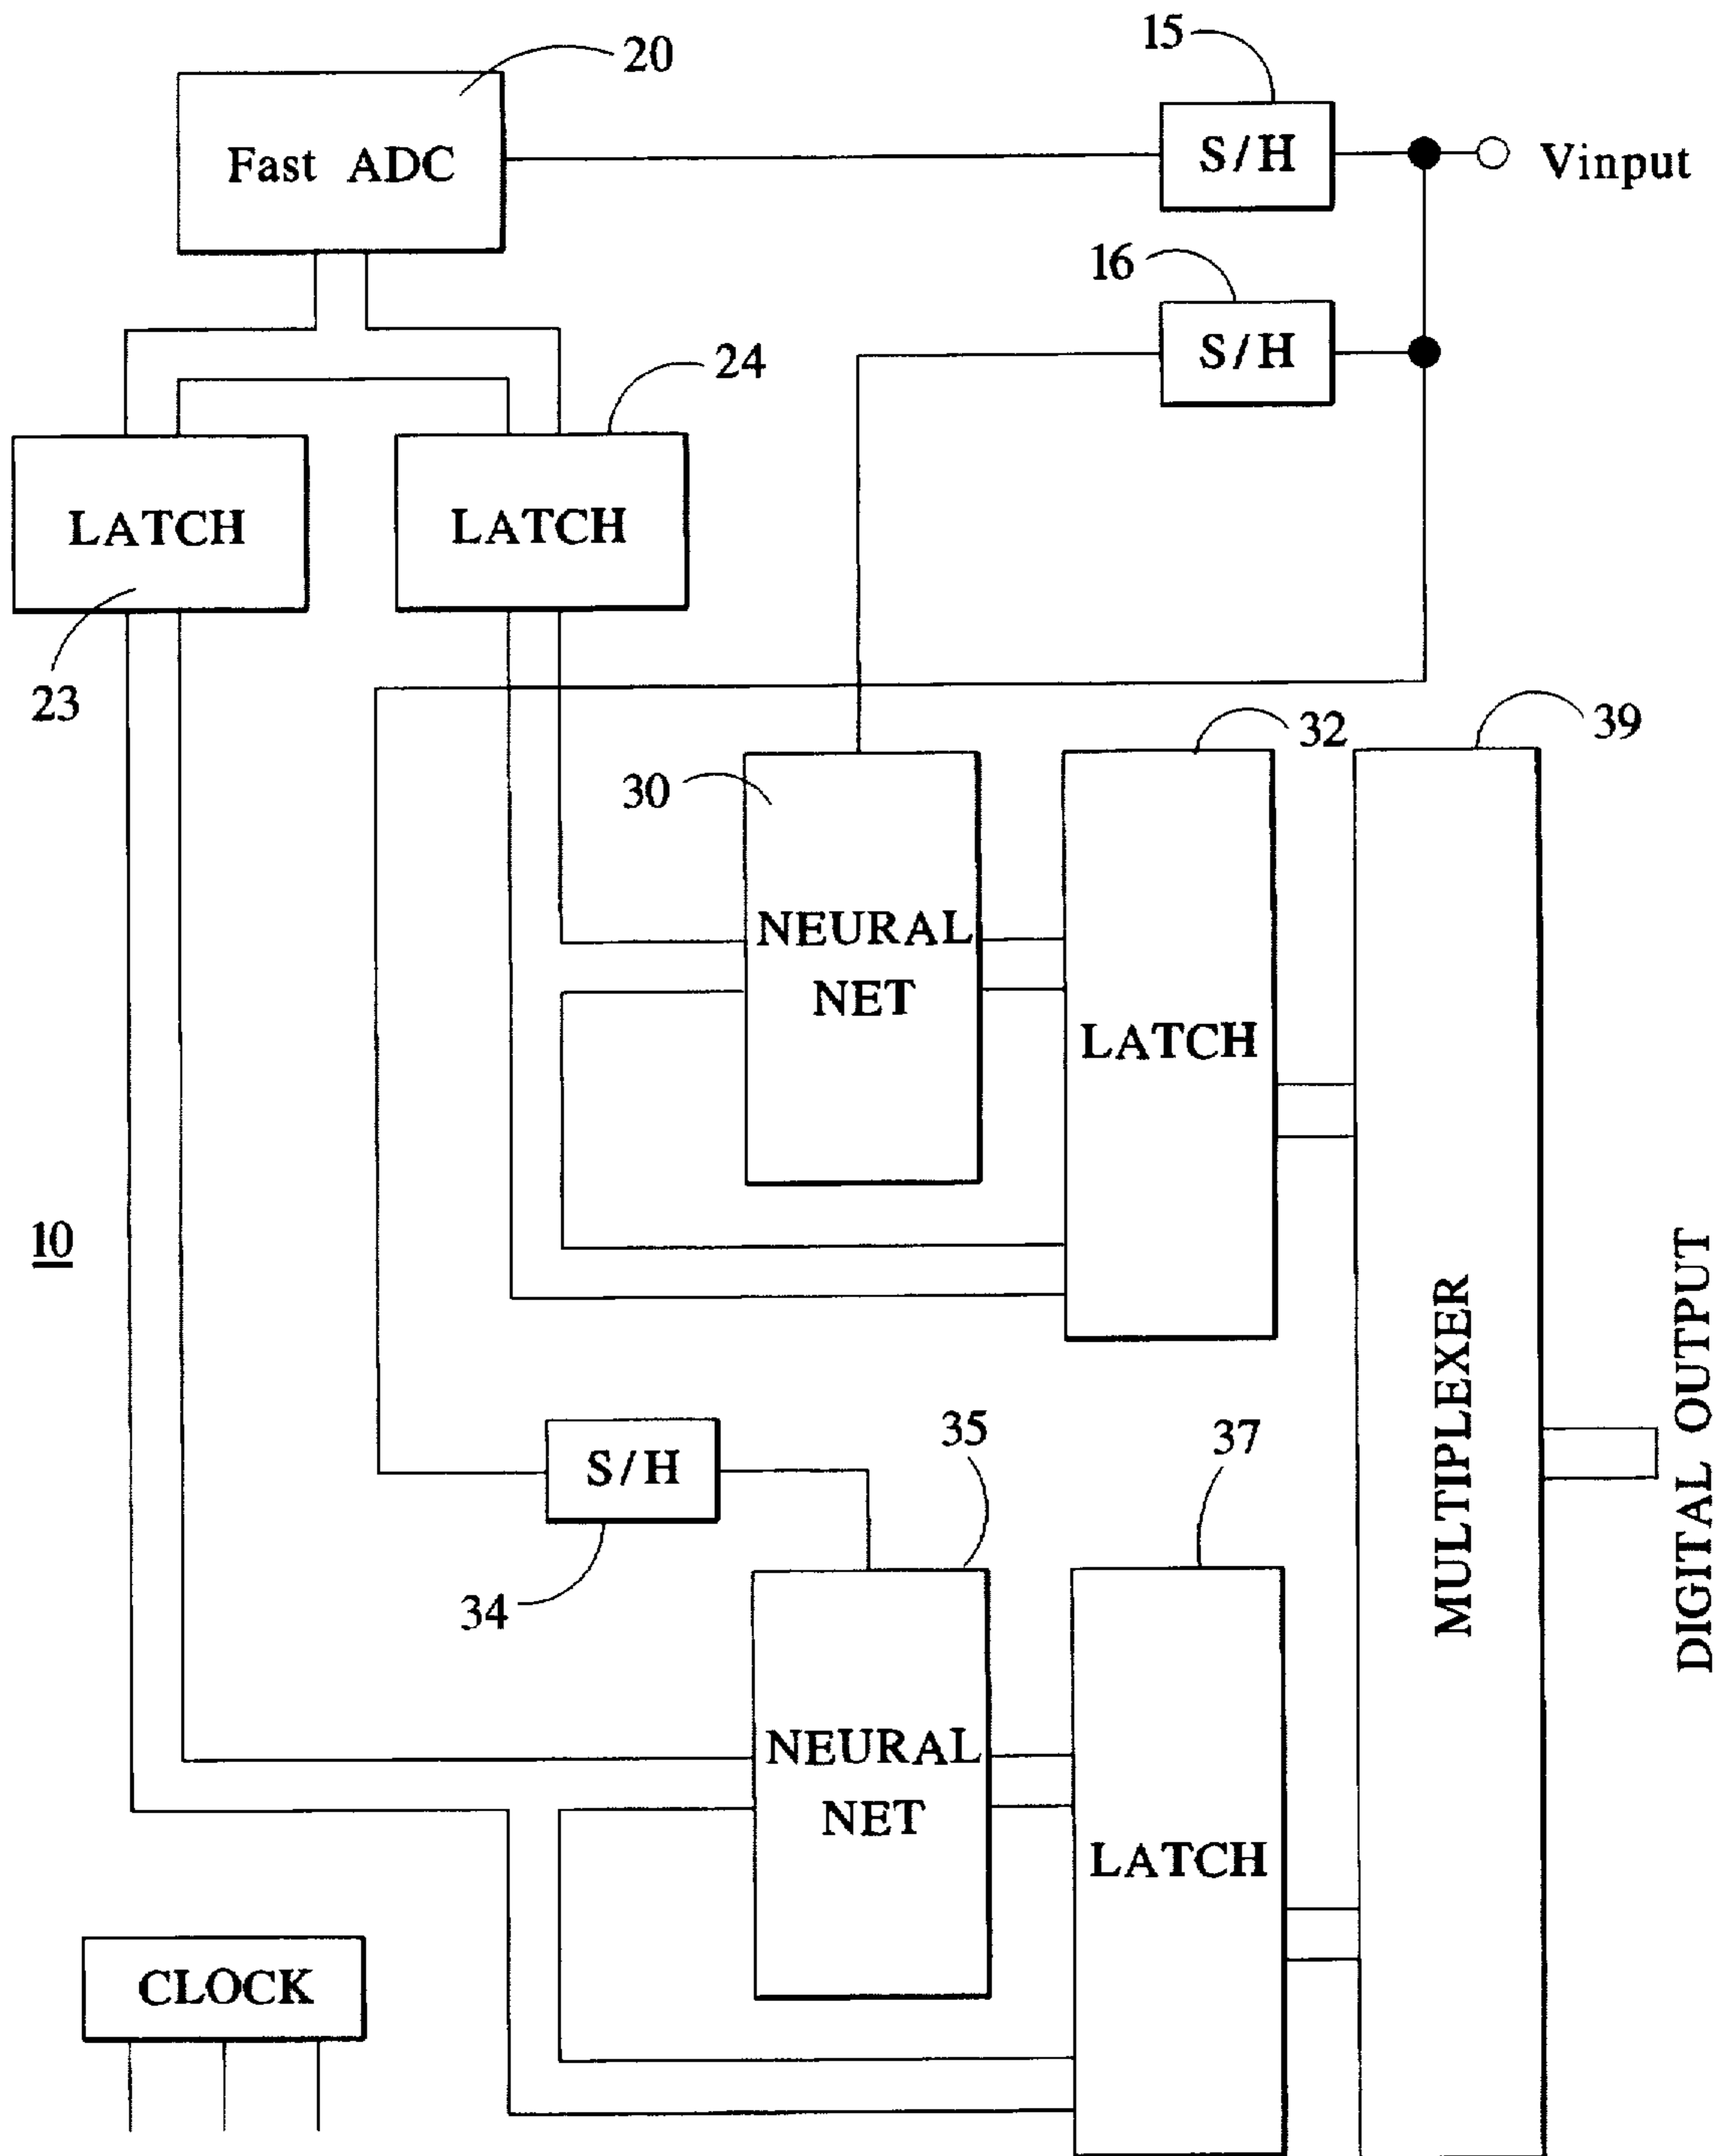 20
15
Fast ADC
S/H
Vinput
16
S/H
24
LATCH
LATCH
23
32
39
30
NEURAL
NET
LATCH
10
MULTIPLEXER
DIGITAL OUTPUT
35
37
S/H
34
NEURAL
NET
LATCH
CLOCK